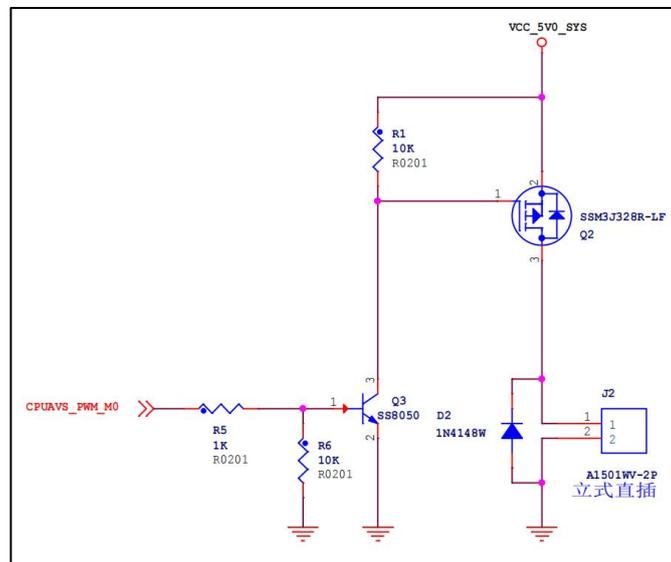 VCC_5V0_SYS
R1
10K
R0201
1
2
SSM3J328R-LF
Q2
3
CPUAVS_PWM_M0
R5
1K
R0201
R6
10K
R0201
1
3
Q3
SS8050
2
D2
1N4148W
J2
1
2
1
2
A1501WV-2P
立式直插